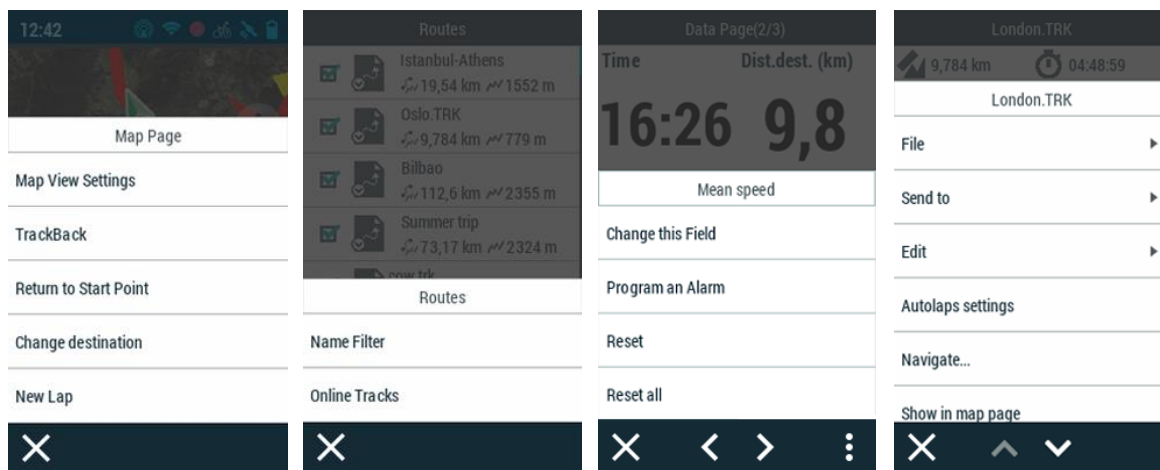 12:42
Map Page
Map View Settings
TrackBack
Return to Start Point
Change destination
New Lap
Routes
Istanbul-Athens
19,54 km 1552 m
Oslo.TRK
9,784 km 779 m
Bilbao
112,6 km 2355 m
Summer trip
73,17 km 2324 m
cow.trk
Routes
Name Filter
Online Tracks
Data Page(2/3)
Time Dist.dest. (km)
16:26 9,8
Mean speed
Change this Field
Program an Alarm
Reset
Reset all
London.TRK
9,784 km 04:48:59
London.TRK
File
Send to
Edit
Autolaps settings
Navigate...
Show in map page